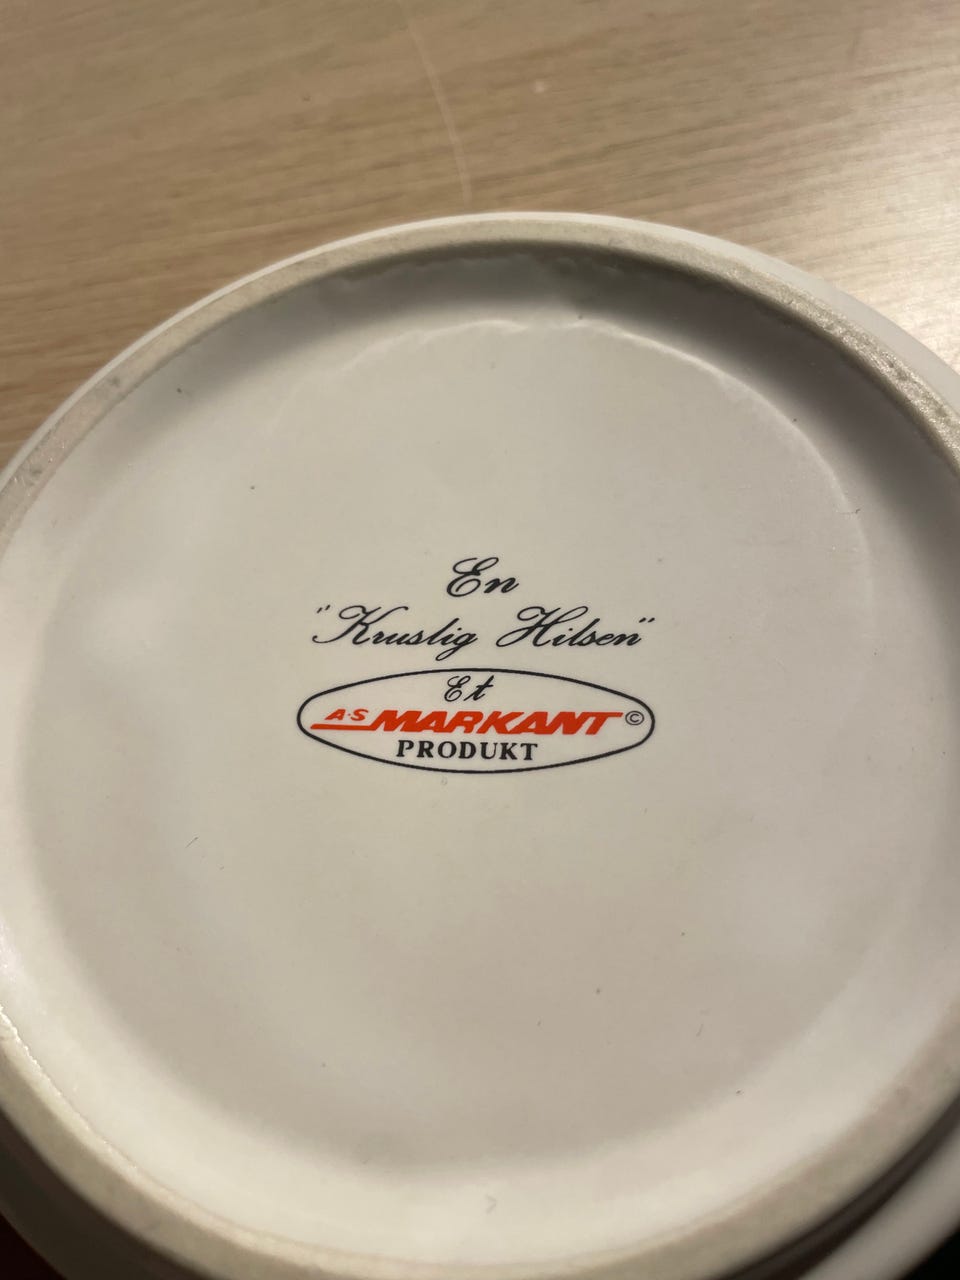 En
"Kruslig Hilsen"
Et
A·S MARKANT ©
PRODUKT